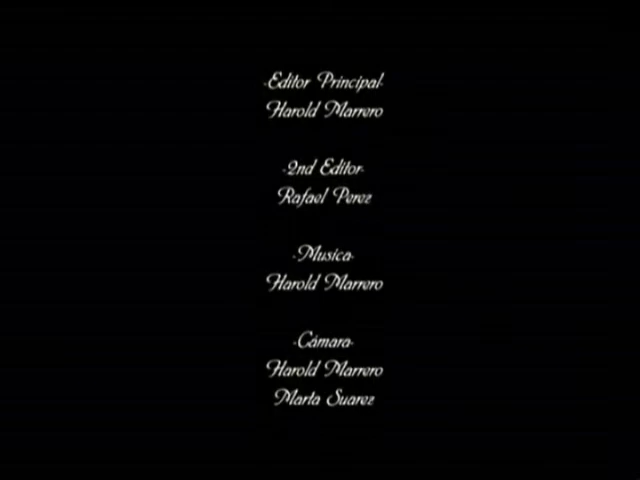 -Editor Principal-
Harold Marrero
-2nd Editor-
Rafael Perez
-Musica-
Harold Marrero
-Cámara-
Harold Marrero
Marta Suarez